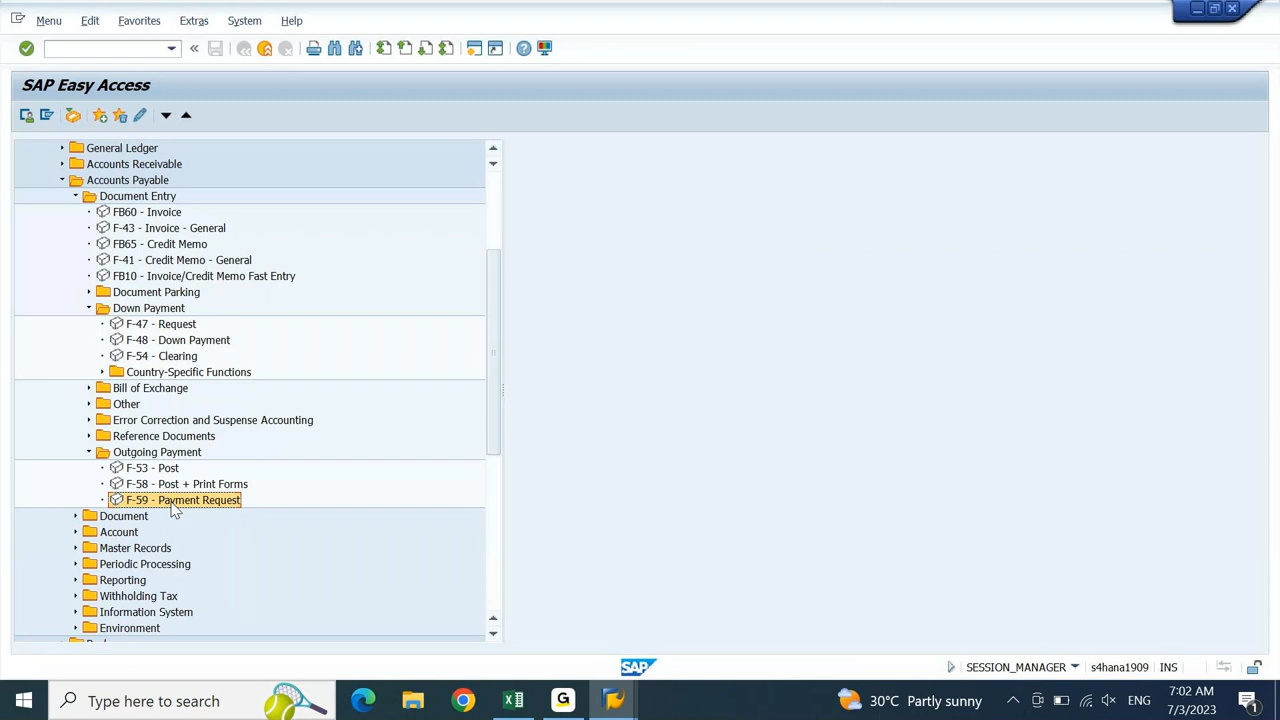 Menu Edit Favorites Extras System Help
SAP Easy Access
General Ledger
Accounts Receivable
Accounts Payable
Document Entry
FB60 - Invoice
F-43 - Invoice - General
FB65 - Credit Memo
F-41 - Credit Memo - General
FB10 - Invoice/Credit Memo Fast Entry
Document Parking
Down Payment
F-47 - Request
F-48 - Down Payment
F-54 - Clearing
Country-Specific Functions
Bill of Exchange
Other
Error Correction and Suspense Accounting
Reference Documents
Outgoing Payment
F-53 - Post
F-58 - Post + Print Forms
F-59 - Payment Request
Document
Account
Master Records
Periodic Processing
Reporting
Withholding Tax
Information System
Environment
SAP SESSION_MANAGER s4hana1909 INS
Type here to search G 30°C Partly sunny ENG 7:02 AM
7/3/2023 1